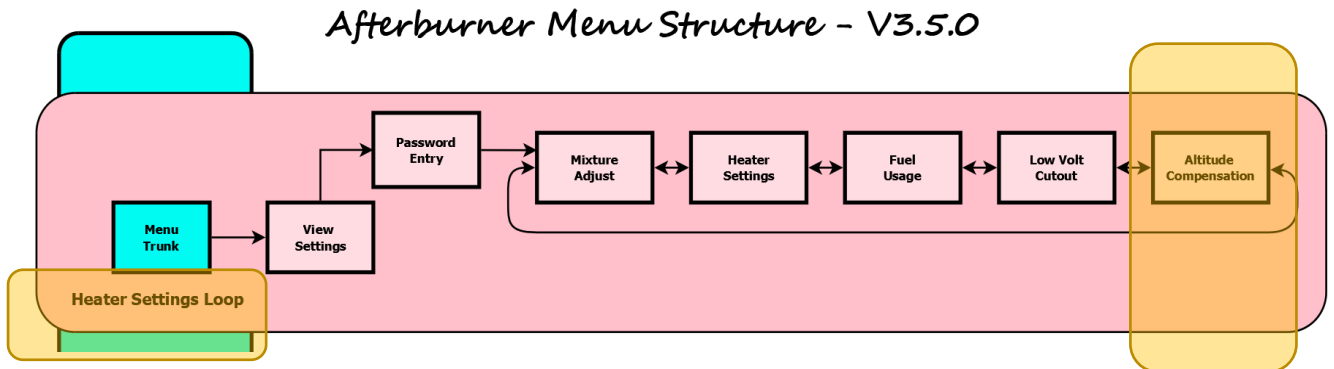 Afterburner Menu Structure - V3.5.0
Password
Entry
Mixture
Adjust
Heater
Settings
Fuel
Usage
Low Volt
Cutout
Altitude
Compensation
Menu
Trunk
View
Settings
Heater Settings Loop